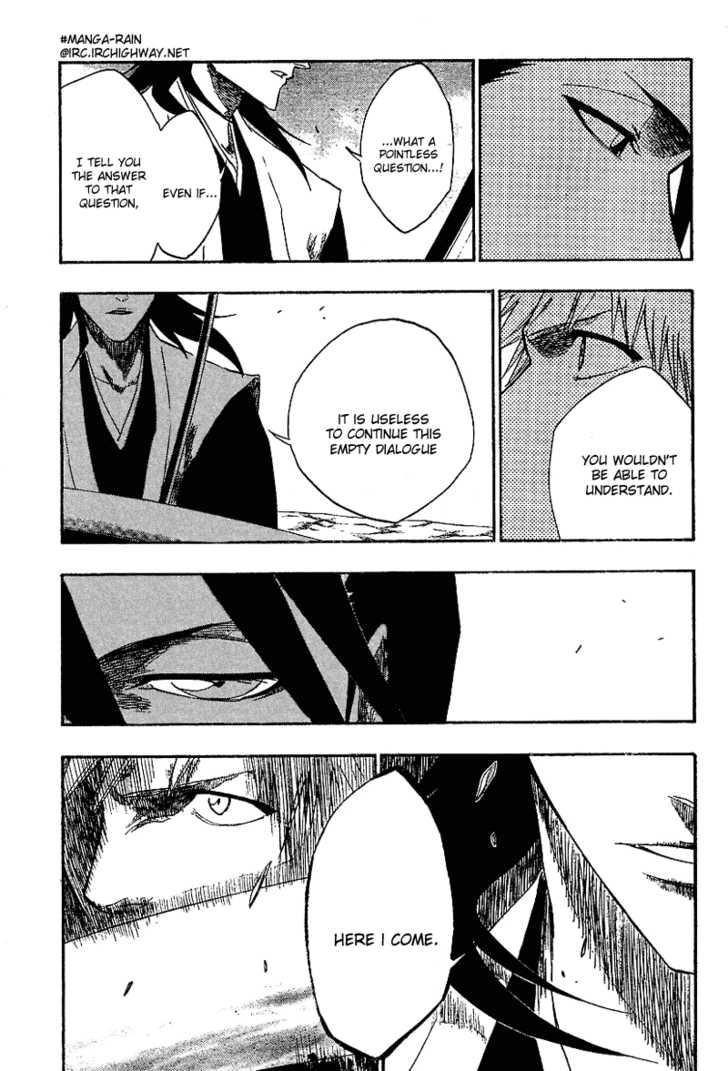 #MANGA-RAIN
@IRC.IRCHIGHWAY.NET
...WHAT A
POINTLESS
QUESTION...!
EVEN IF...
I TELL YOU
THE ANSWER
TO THAT
QUESTION,
YOU WOULDN'T
BE ABLE TO
UNDERSTAND.
IT IS USELESS
TO CONTINUE THIS
EMPTY DIALOGUE
HERE I COME.